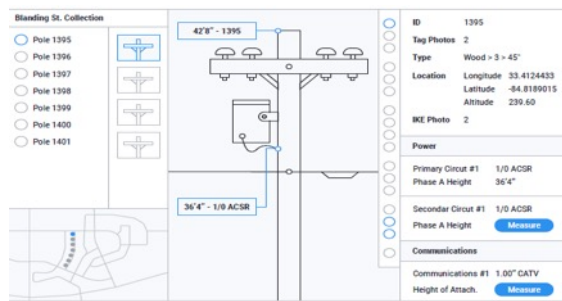 Blanding St. Collection
Pole 1395
Pole 1396
Pole 1397
Pole 1398
Pole 1399
Pole 1400
Pole 1401
42'8" - 1395
36'4" - 1/0 ACSR
ID 1395
Tag Photos 2
Type Wood > 3 > 45"
Location Longitude 33.4124433
Latitude -84.8189015
Altitude 239.60
IKE Photo 2
Power
Primary Circut #1 1/0 ACSR
Phase A Height 36'4"
Secondar Circut #1 1/0 ACSR
Phase A Height Measure
Communications
Communications #1 1.00" CATV
Height of Attach. Measure